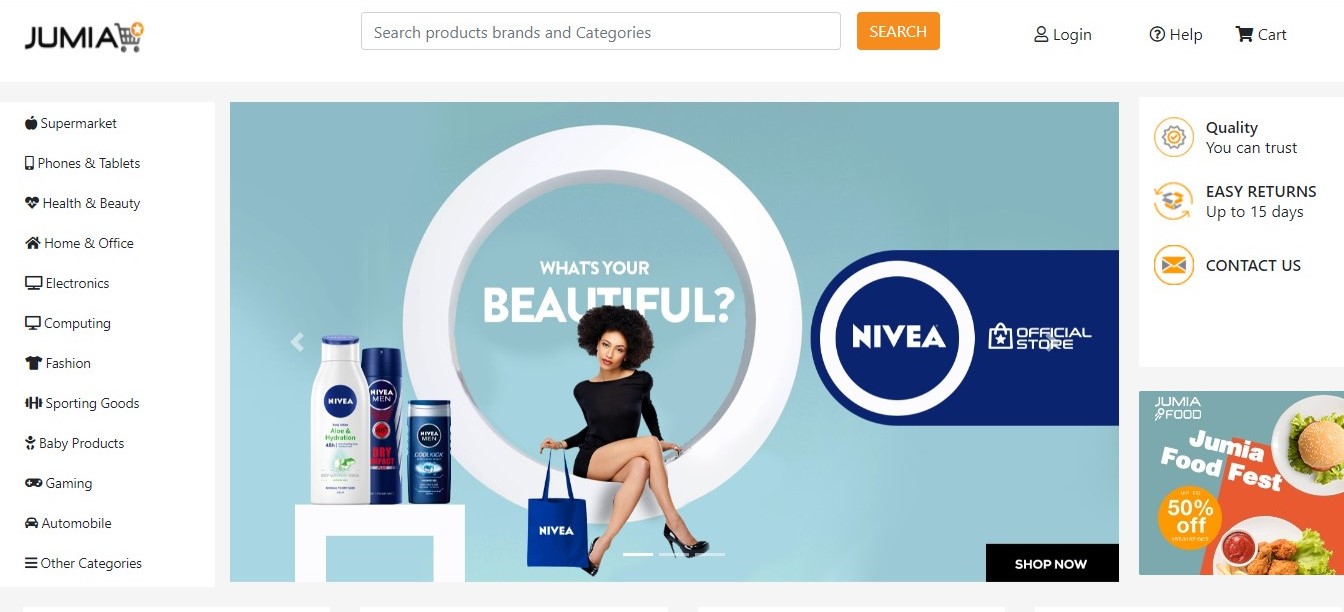 JUMIA
Search products brands and Categories
SEARCH
Login
Help
Cart
Supermarket
Phones & Tablets
Health & Beauty
Home & Office
Electronics
Computing
Fashion
Sporting Goods
Baby Products
Gaming
Automobile
Other Categories
WHAT'S YOUR
BEAUTIFUL?
NIVEA
Aloe &
Hydration
48h
NIVEA
MEN
DRY
IMPACT
NIVEA
MEN
COOL KICK
NIVEA
NIVEA
OFFICIAL
STORE
SHOP NOW
Quality
You can trust
EASY RETURNS
Up to 15 days
CONTACT US
JUMIA
FOOD
Jumia
Food Fest
UP TO
50%
off